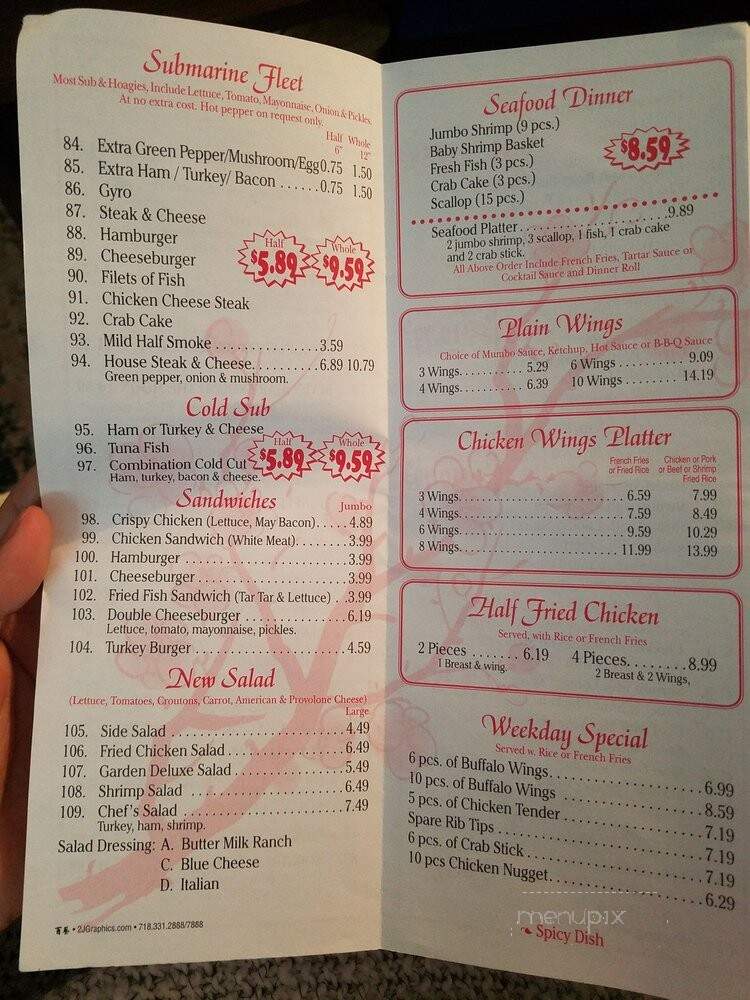 Submarine Fleet
Most Sub & Hoagies, Include Lettuce, Tomato, Mayonnaise, Onion & Pickles,
At no extra cost. Hot pepper on request only.
Half Whole
6" 12"
84. Extra Green Pepper/Mushroom/Egg 0.75 1.50
85. Extra Ham / Turkey/ Bacon ......0.75 1.50
86. Gyro
87. Steak & Cheese
88. Hamburger
89. Cheeseburger
90. Filets of Fish
Half $5.89 Whole $9.59
91. Chicken Cheese Steak
92. Crab Cake
93. Mild Half Smoke ...............3.59
94. House Steak & Cheese..........6.89 10.79
Green pepper, onion & mushroom.
Cold Sub
95. Ham or Turkey & Cheese
96. Tuna Fish
97. Combination Cold Cut
Ham, turkey, bacon & cheese.
Half $5.89 Whole $9.59
Sandwiches
Jumbo
98. Crispy Chicken (Lettuce, May Bacon).....4.89
99. Chicken Sandwich (White Meat)........3.99
100. Hamburger .......................3.99
101. Cheeseburger .....................3.99
102. Fried Fish Sandwich (Tar Tar & Lettuce) ..3.99
103. Double Cheeseburger ..............6.19
Lettuce, tomato, mayonnaise, pickles.
104. Turkey Burger .....................4.59
New Salad
(Lettuce, Tomatoes, Croutons, Carrot, American & Provolone Cheese)
Large
105. Side Salad ........................4.49
106. Fried Chicken Salad ................6.49
107. Garden Deluxe Salad ...............5.49
108. Shrimp Salad .....................6.49
109. Chef's Salad ......................7.49
Turkey, ham, shrimp.
Salad Dressing: A. Butter Milk Ranch
C. Blue Cheese
D. Italian
2JGraphics.com • 718.331.2888/7888
Seafood Dinner
Jumbo Shrimp (9 pcs.)
Baby Shrimp Basket
Fresh Fish (3 pcs.)
Crab Cake (3 pcs.)
Scallop (15 pcs.)
$8.59
Seafood Platter.......................9.89
2 jumbo shrimp, 3 scallop, 1 fish, 1 crab cake
and 2 crab stick.
All Above Order Include French Fries, Tartar Sauce or
Cocktail Sauce and Dinner Roll
Plain Wings
Choice of Mumbo Sauce, Ketchup, Hot Sauce or B-B-Q Sauce
3 Wings...........5.29 6 Wings ..........9.09
4 Wings...........6.39 10 Wings .........14.19
Chicken Wings Platter
French Fries or Fried Rice
Chicken or Pork or Beef or Shrimp Fried Rice
3 Wings..........................6.59 7.99
4 Wings..........................7.59 8.49
6 Wings..........................9.59 10.29
8 Wings..........................11.99 13.99
Half Fried Chicken
Served, with Rice or French Fries
2 Pieces .......6.19 4 Pieces.........8.99
1 Breast & wing. 2 Breast & 2 Wings,
Weekday Special
Served w. Rice or French Fries
6 pcs. of Buffalo Wings........................6.99
10 pcs. of Buffalo Wings ......................8.59
5 pcs. of Chicken Tender......................7.19
Spare Rib Tips ...............................7.19
6 pcs. of Crab Stick ..........................7.19
10 pcs Chicken Nugget........................6.29
menupix
Spicy Dish